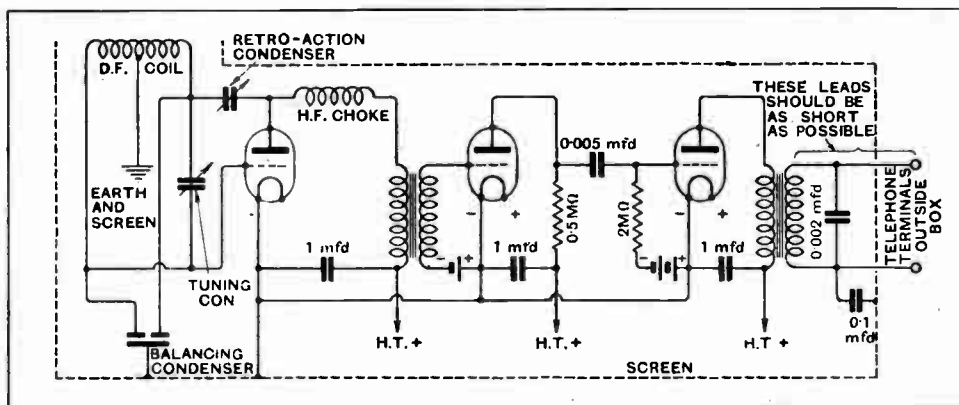 RETRO-ACTION
CONDENSER
D.F. COIL
THESE LEADS
SHOULD BE
AS SHORT
AS POSSIBLE
H.F. CHOKE
0·005 mfd
EARTH
AND
SCREEN
1 mfd
- +
- +
1 mfd
0·5MΩ
2MΩ
- +
- +
1 mfd
0·002 mfd
TELEPHONE
TERMINALS
OUTSIDE
BOX
TUNING
CON
0·1
mfd
BALANCING
CONDENSER
H.T. +
H.T. +
H.T. +
SCREEN